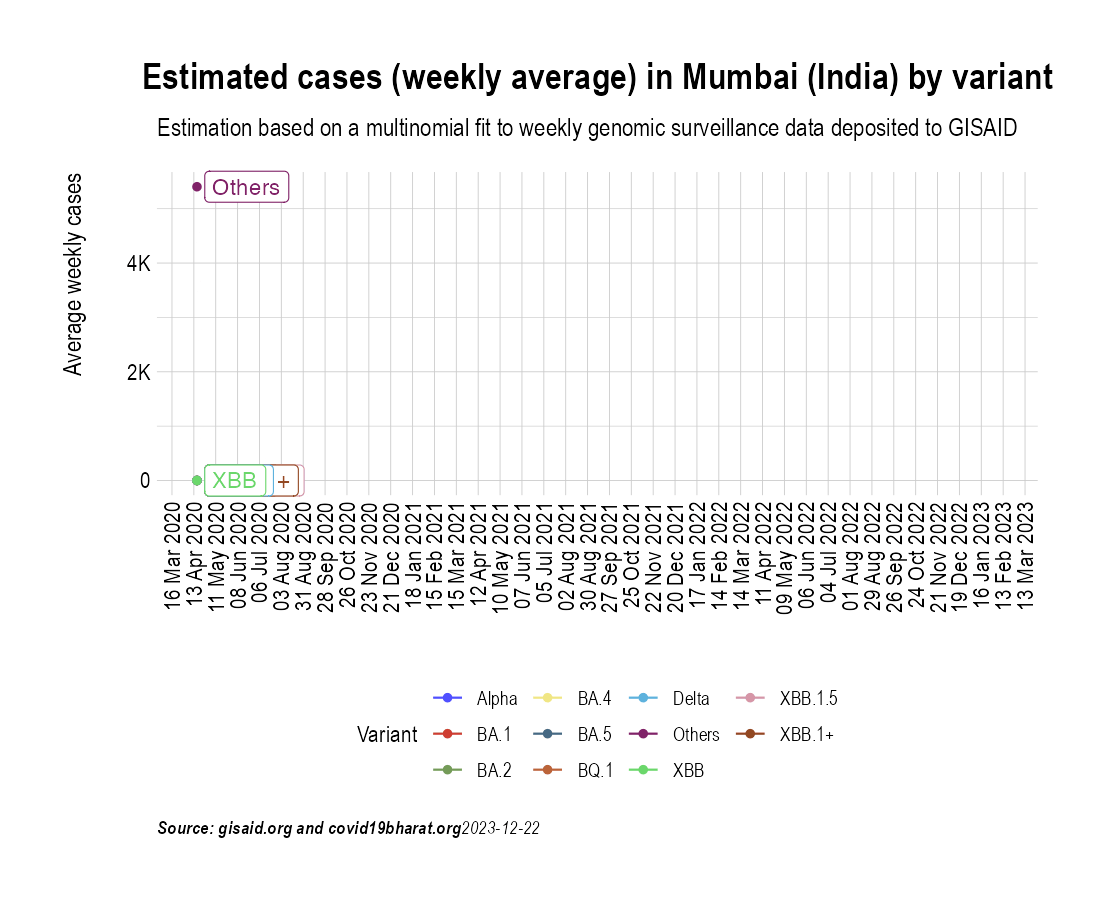 Estimated cases (weekly average) in Mumbai (India) by variant
Estimation based on a multinomial fit to weekly genomic surveillance data deposited to GISAID
Average weekly cases
Others
4K
2K
0
XBB
+
16 Mar 2020
13 Apr 2020
11 May 2020
08 Jun 2020
06 Jul 2020
03 Aug 2020
31 Aug 2020
28 Sep 2020
26 Oct 2020
23 Nov 2020
21 Dec 2020
18 Jan 2021
15 Feb 2021
15 Mar 2021
12 Apr 2021
10 May 2021
07 Jun 2021
05 Jul 2021
02 Aug 2021
30 Aug 2021
27 Sep 2021
25 Oct 2021
22 Nov 2021
20 Dec 2021
17 Jan 2022
14 Feb 2022
14 Mar 2022
11 Apr 2022
09 May 2022
06 Jun 2022
04 Jul 2022
01 Aug 2022
29 Aug 2022
26 Sep 2022
24 Oct 2022
21 Nov 2022
19 Dec 2022
16 Jan 2023
13 Feb 2023
13 Mar 2023
Variant
Alpha
BA.1
BA.2
BA.4
BA.5
BQ.1
Delta
Others
XBB
XBB.1.5
XBB.1+
Source: gisaid.org and covid19bharat.org2023-12-22